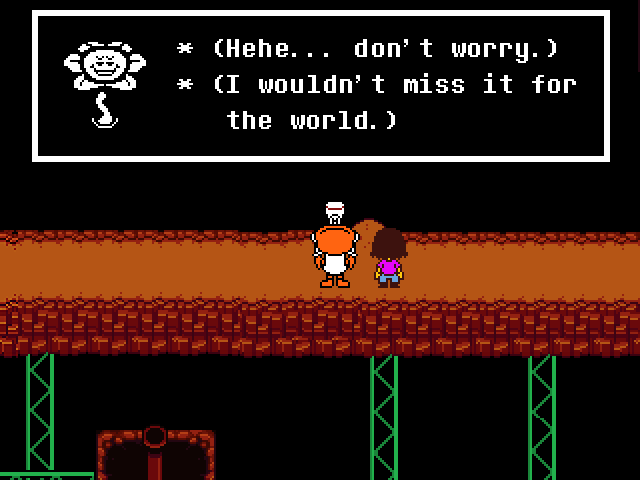 * (Hehe... don't worry.)
* (I wouldn't miss it for
the world.)